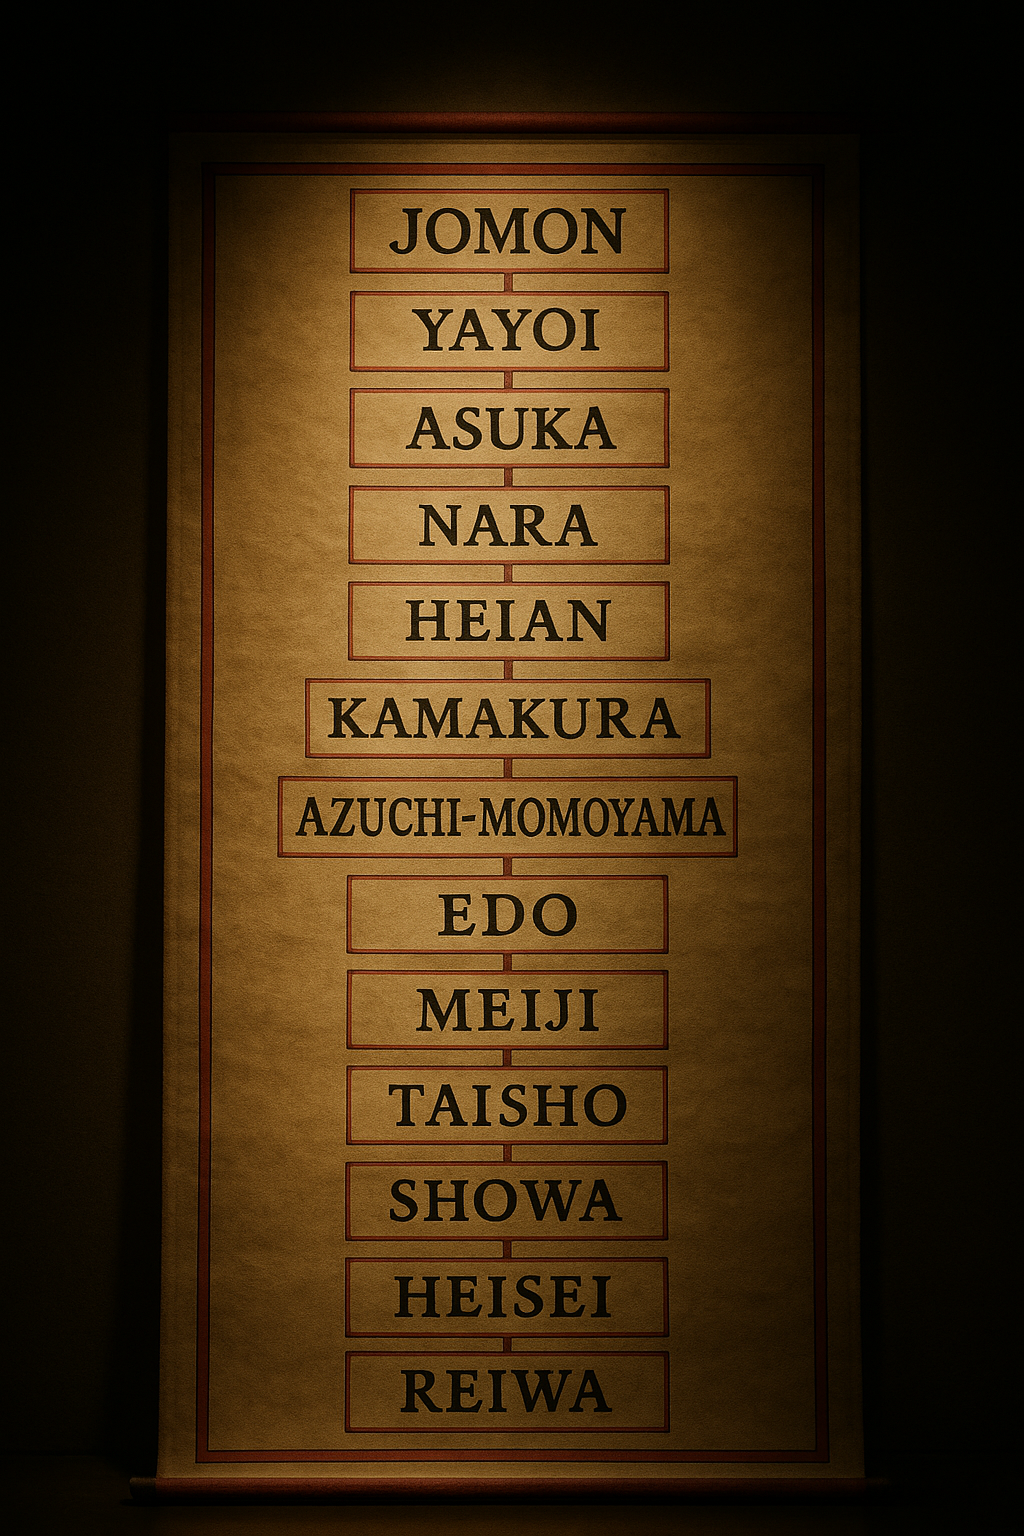 JOMON
YAYOI
ASUKA
NARA
HEIAN
KAMAKURA
AZUCHI-MOMOYAMA
EDO
MEIJI
TAISHO
SHOWA
HEISEI
REIWA